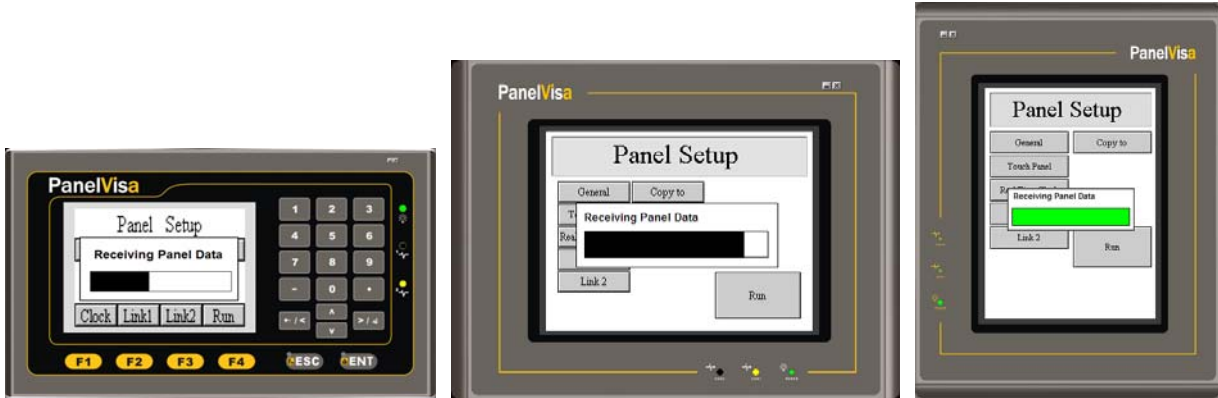 PanelVisa
Panel Setup
Receiving Panel Data
Clock Link1 Link2 Run
1 2 3
4 5 6
7 8 9
- 0 •
←/< ^ >/↲
v
F1 F2 F3 F4 ESC ENT
PanelVisa
Panel Setup
General Copy to
Receiving Panel Data
Link 2
Run
PanelVisa
Panel Setup
General Copy to
Touch Panel
Receiving Panel Data
Link 2
Run